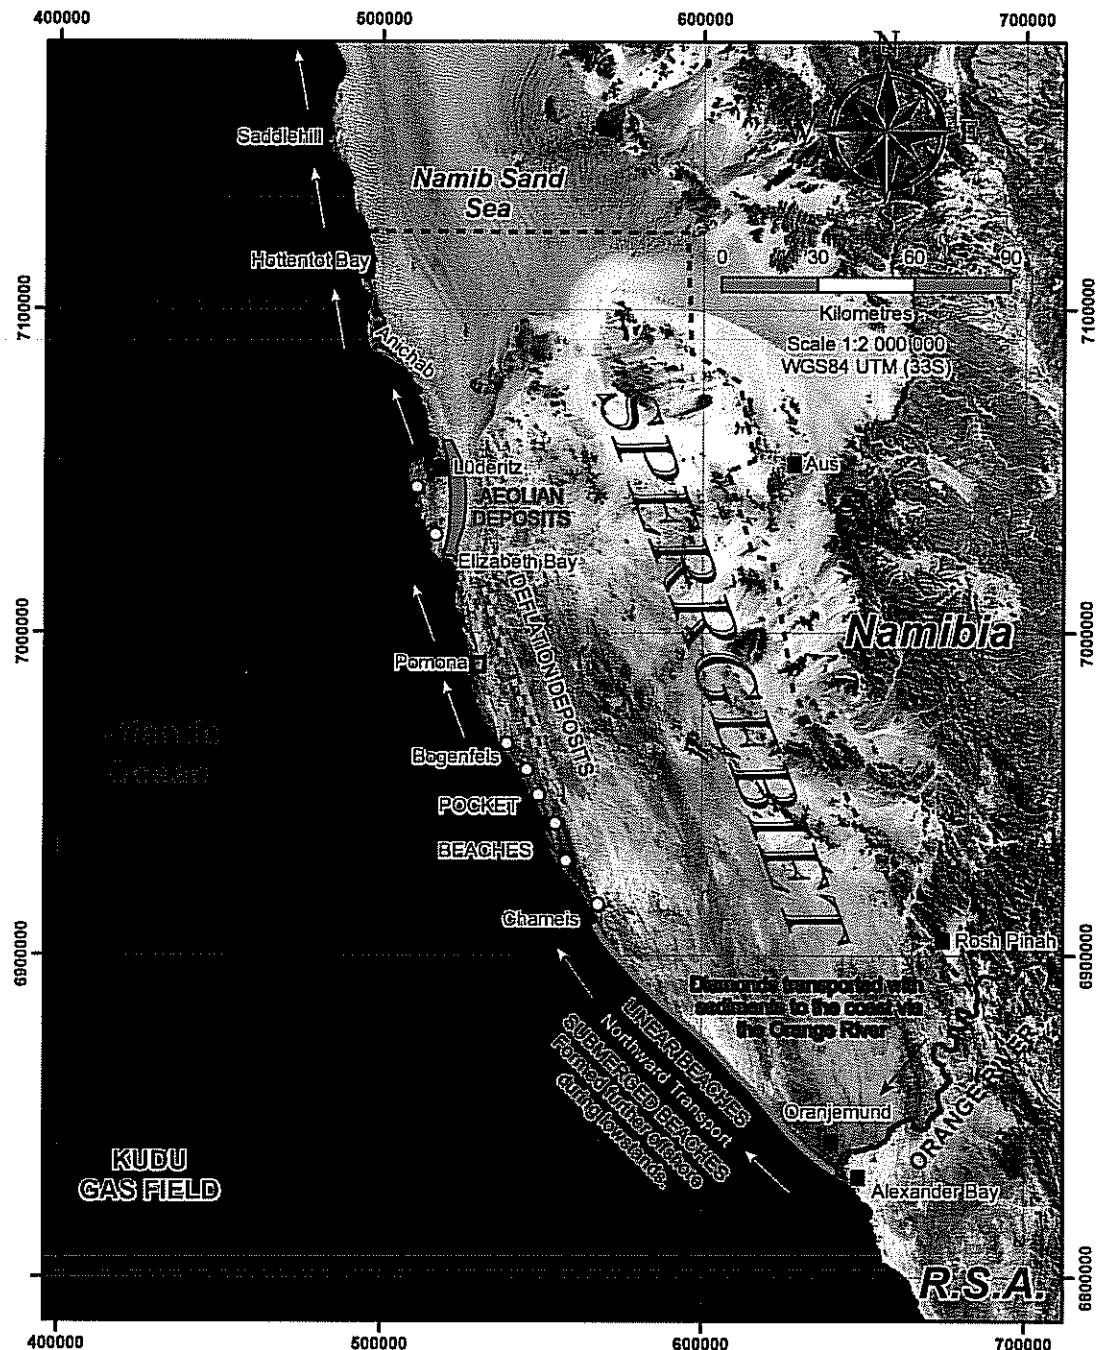 400000
500000
600000
700000
N
W
E
S
Saddlehill
Namib Sand
Sea
Hottentot Bay
0
30
60
90
Kilometres
Scale 1:2 000 000
WGS84 UTM (33S)
7100000
7100000
Anichab
SPERRGEBIET
Lüderitz
Aus
AEOLIAN
DEPOSITS
Elizabeth Bay
DEFLATION DEPOSITS
7000000
7000000
Namibia
Pomona
Atlantic
Ocean
Bogenfels
POCKET
BEACHES
Chameis
Rosh Pinah
6900000
6900000
Diamonds transported with
sediments to the coast via
the Orange River
LINEAR BEACHES
Northward Transport
SUBMERGED BEACHES
Formed further offshore
during lowstands.
Oranjemund
ORANGE RIVER
KUDU
GAS FIELD
Alexander Bay
6800000
6800000
R.S.A.
400000
500000
600000
700000